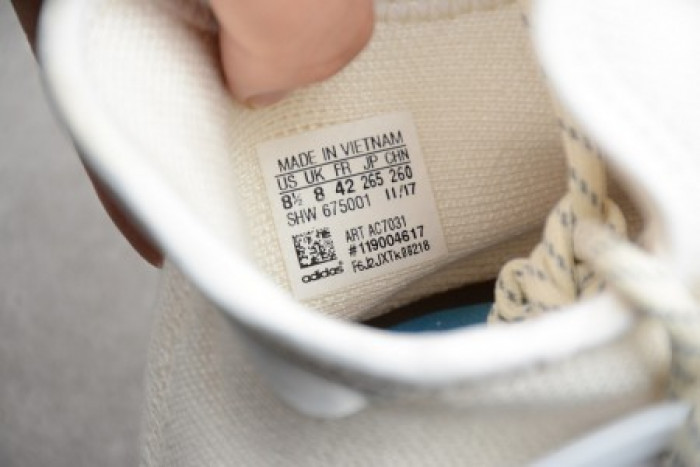 MADE IN VIETNAM
US UK FR JP CHN
8½ 8 42 265 260
SHW 675001 11/17
ART AC7031
#119004617
adidas